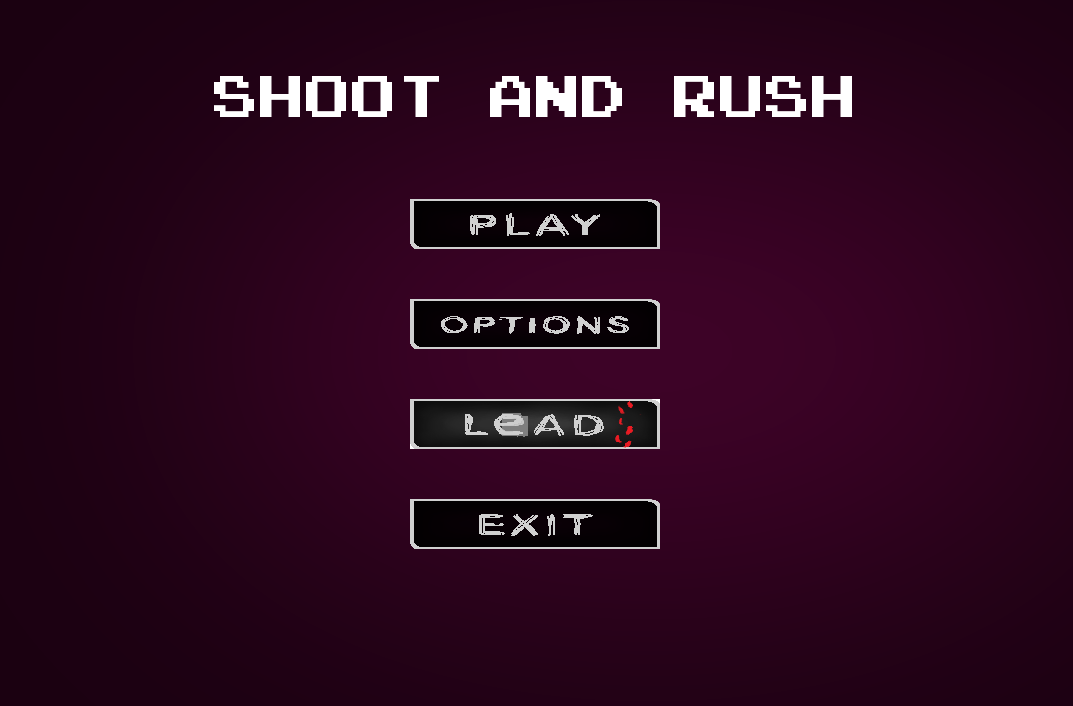 SHOOT AND RUSH
PLAY
OPTIONS
LeAD
EXIT